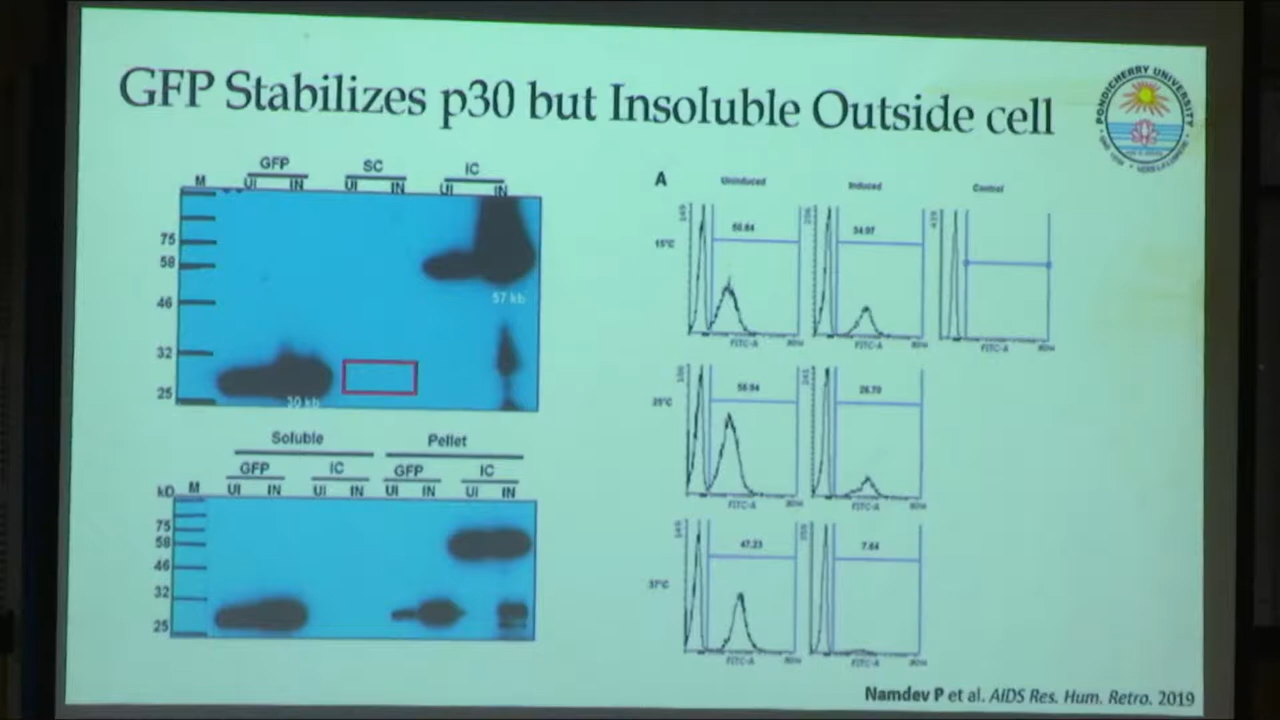 GFP Stabilizes p30 but Insoluble Outside cell
PONDICHERRY UNIVERSITY
GFP SC IC
M UI IN UI IN UI IN
75
58
46
32
25
57 kb
30 kb
Soluble Pellet
GFP IC GFP IC
kD M UI IN UI IN UI IN UI IN
75
58
46
32
25
A Uninduced Induced Control
15°C
50.84
34.97
FITC-A FITC-A FITC-A
25°C
56.94
26.70
FITC-A FITC-A
37°C
47.23
7.64
FITC-A FITC-A
Namdev P et al. AIDS Res. Hum. Retro. 2019